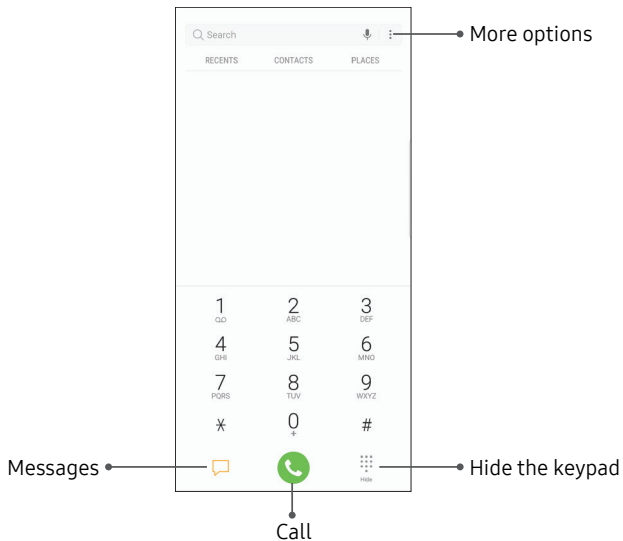 Search
More options
RECENTS CONTACTS PLACES
1 2 3
ABC DEF
4 5 6
GHI JKL MNO
7 8 9
PQRS TUV WXYZ
* 0 #
+
Messages
Hide
Hide the keypad
Call